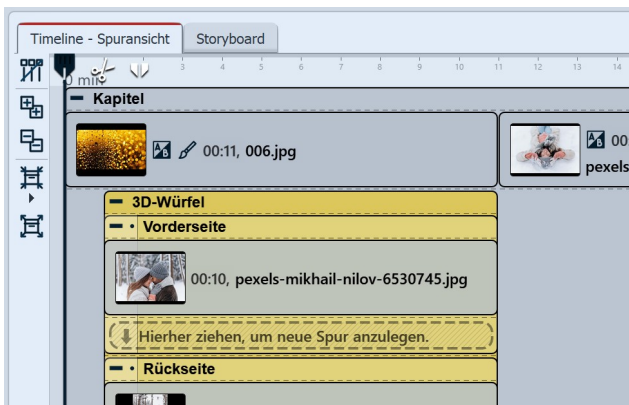 Timeline - Spuransicht Storyboard
0 min 3 4 5 6 7 8 9 10 11 12 13 14
Kapitel
00:11, 006.jpg
00:
pexels
3D-Würfel
Vorderseite
00:10, pexels-mikhail-nilov-6530745.jpg
Hierher ziehen, um neue Spur anzulegen.
Rückseite